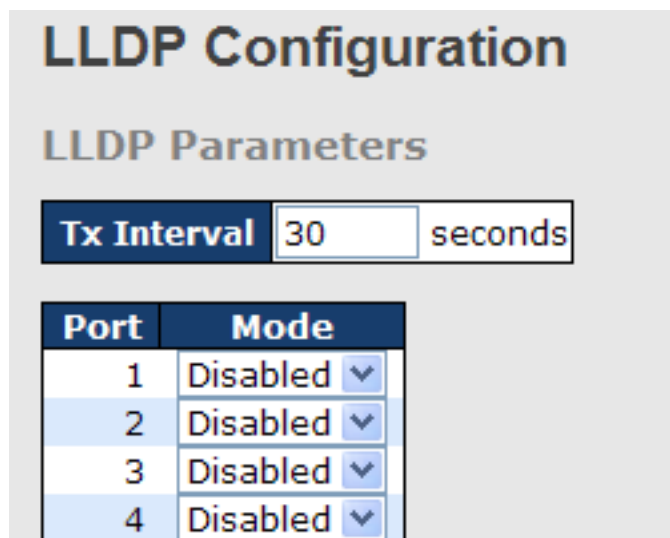 LLDP Configuration
LLDP Parameters
Tx Interval 30 seconds
Port Mode
1 Disabled
2 Disabled
3 Disabled
4 Disabled